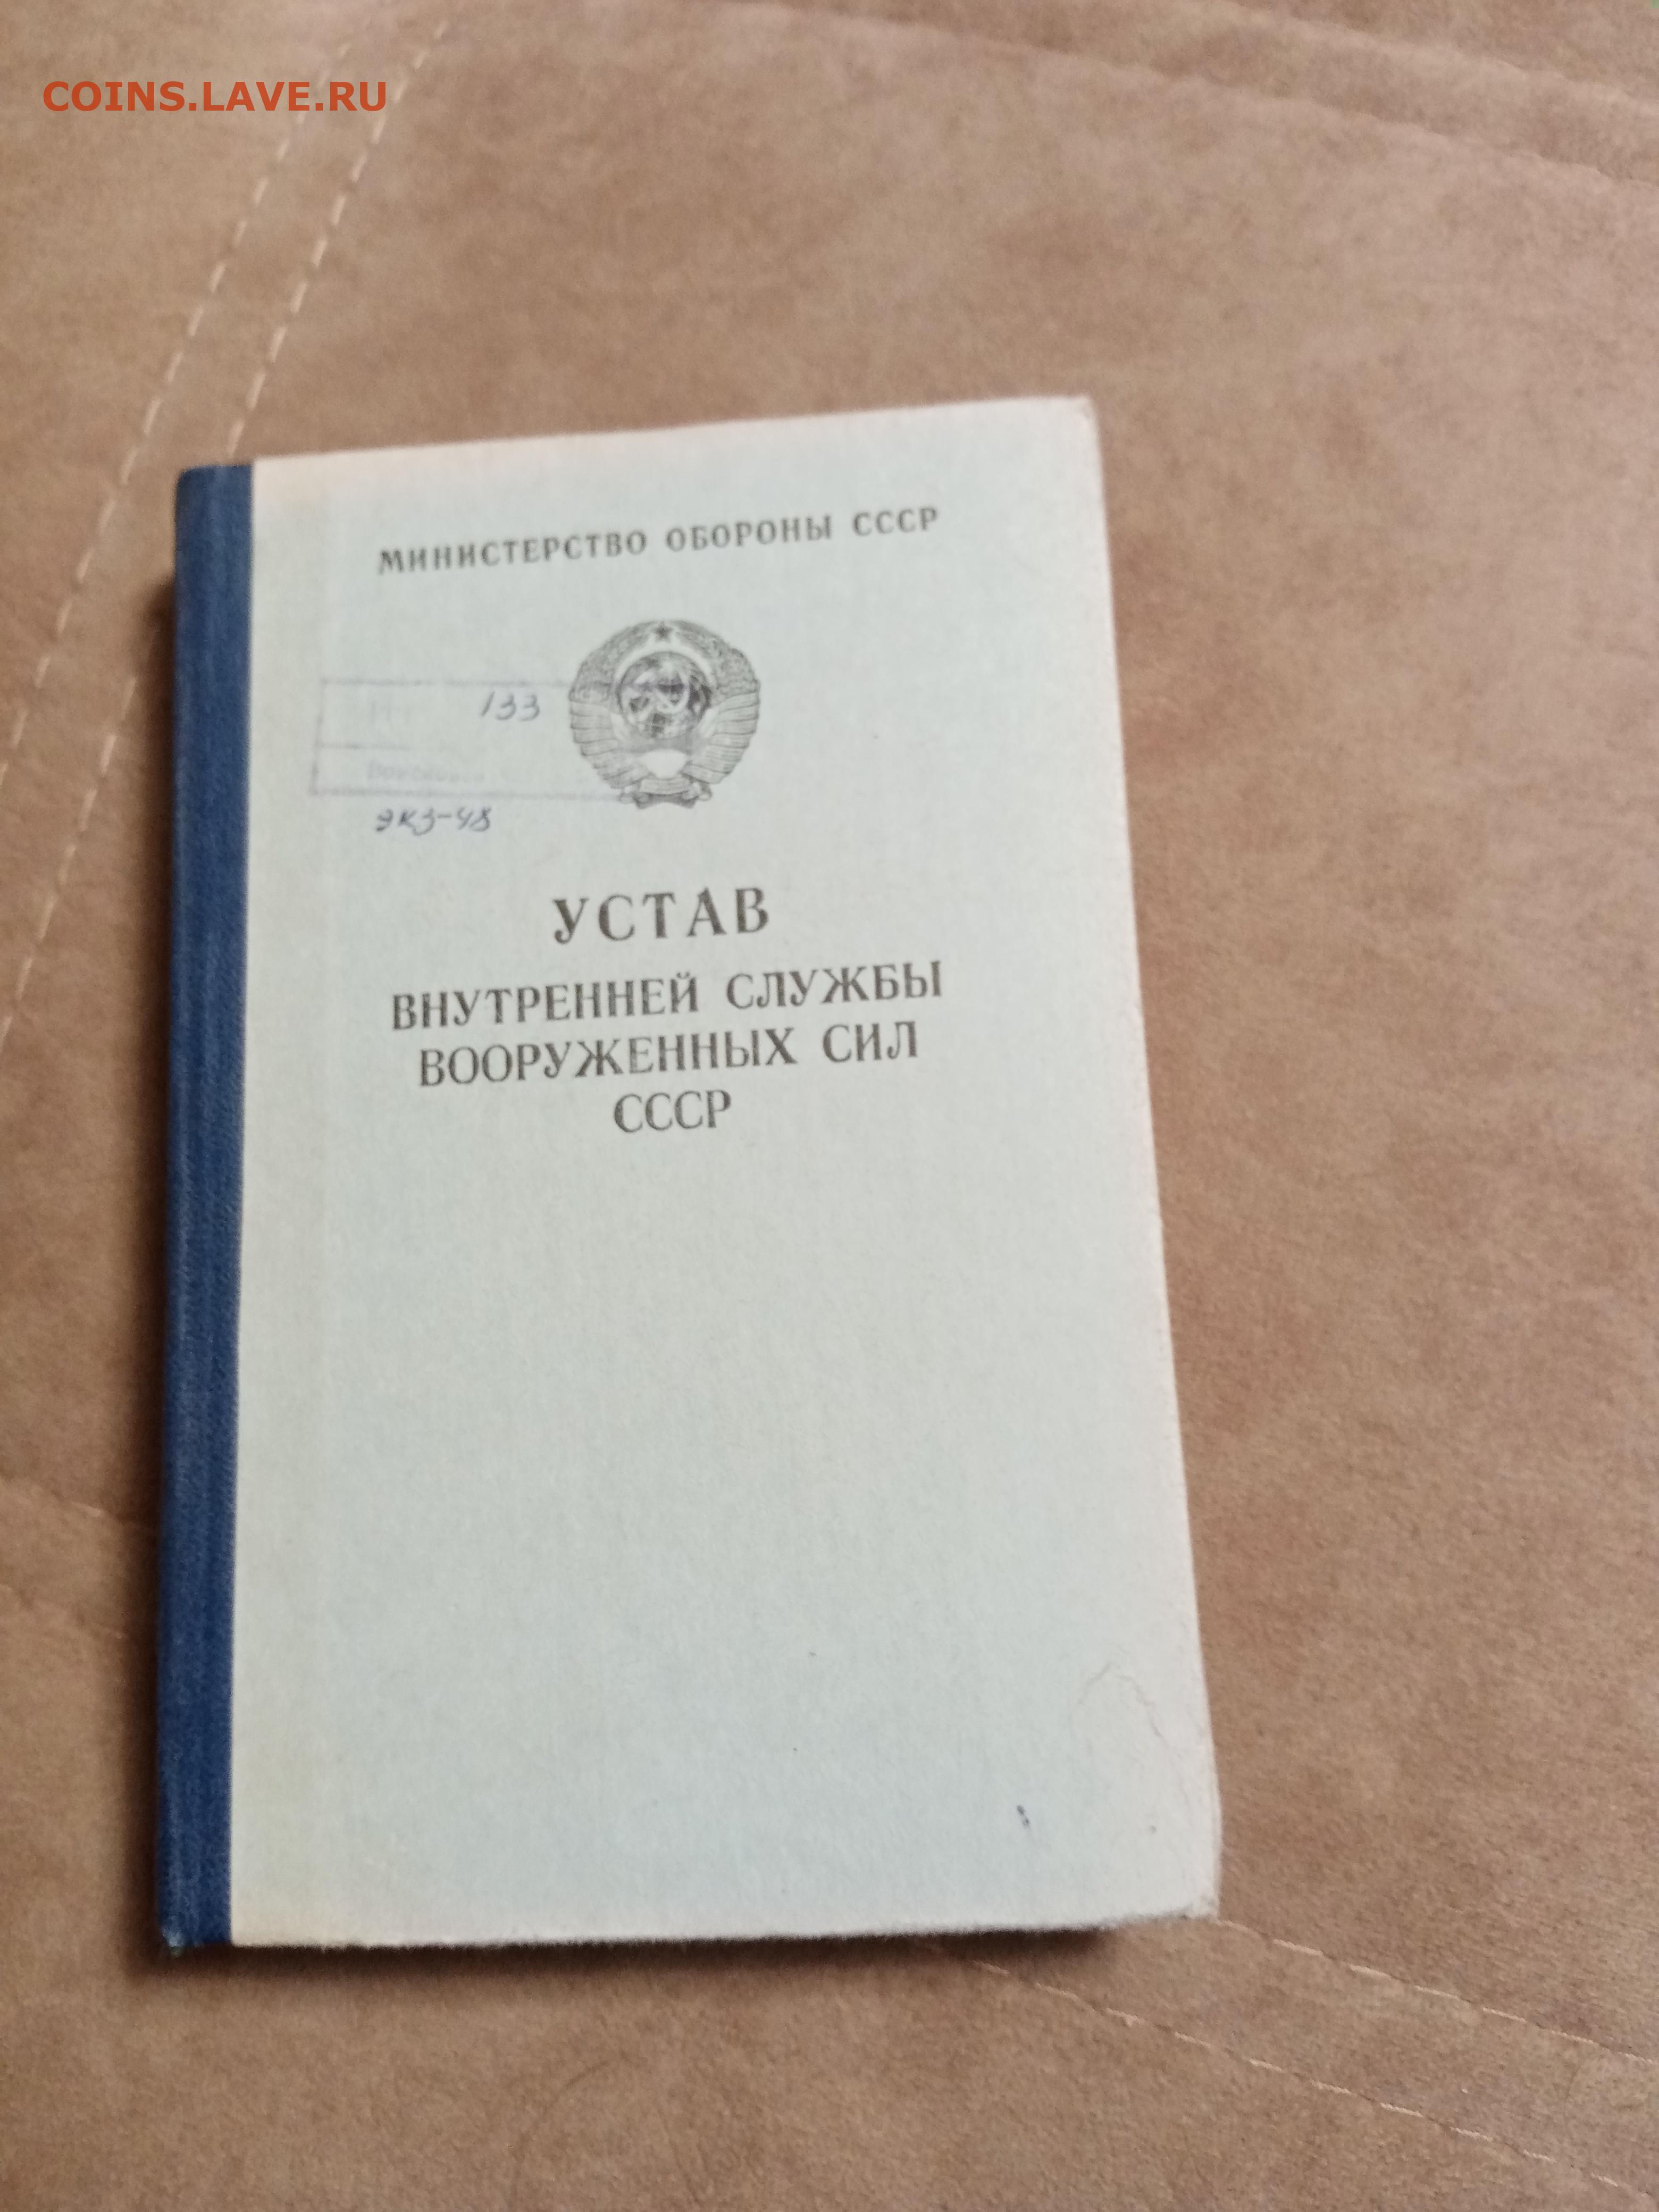 COINS.LAVE.RU
МИНИСТЕРСТВО ОБОРОНЫ СССР
133
экз-48
УСТАВ
ВНУТРЕННЕЙ СЛУЖБЫ
ВООРУЖЕННЫХ СИЛ
СССР